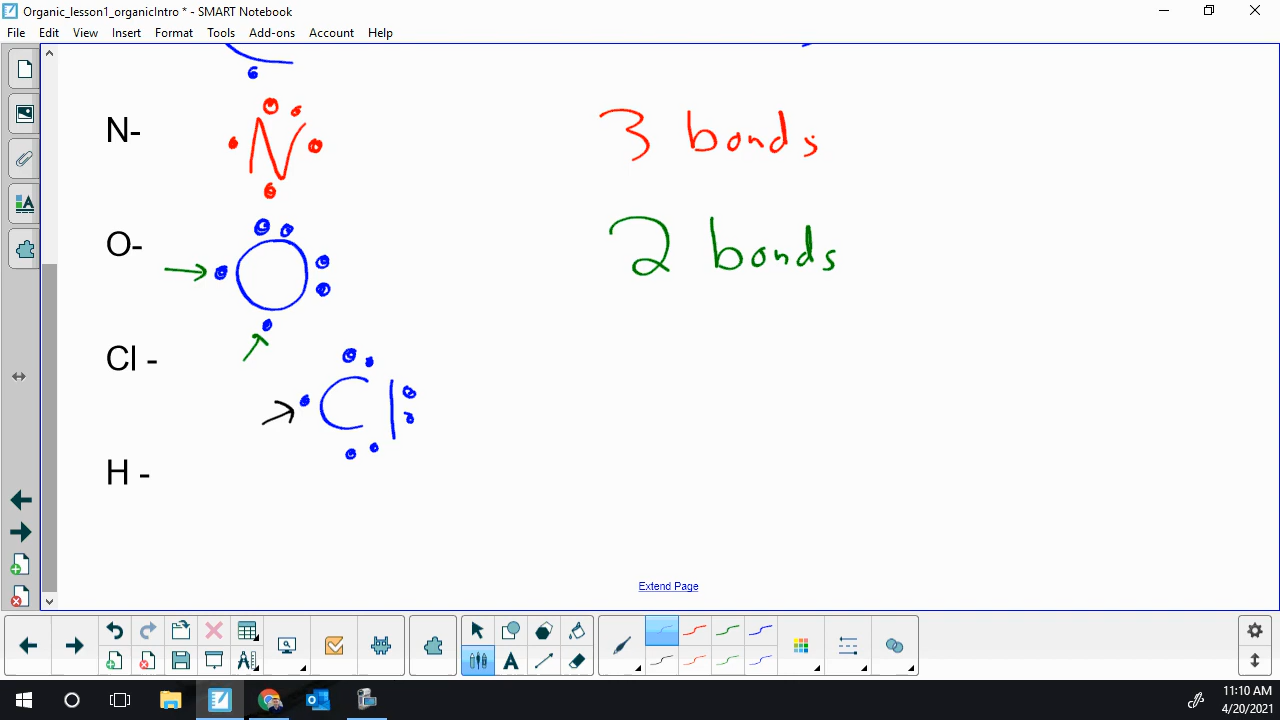 Organic_lesson1_organicIntro * - SMART Notebook
File Edit View Insert Format Tools Add-ons Account Help
N- N 3 bonds
O- O 2 bonds
Cl - Cl
H -
Extend Page
11:10 AM
4/20/2021